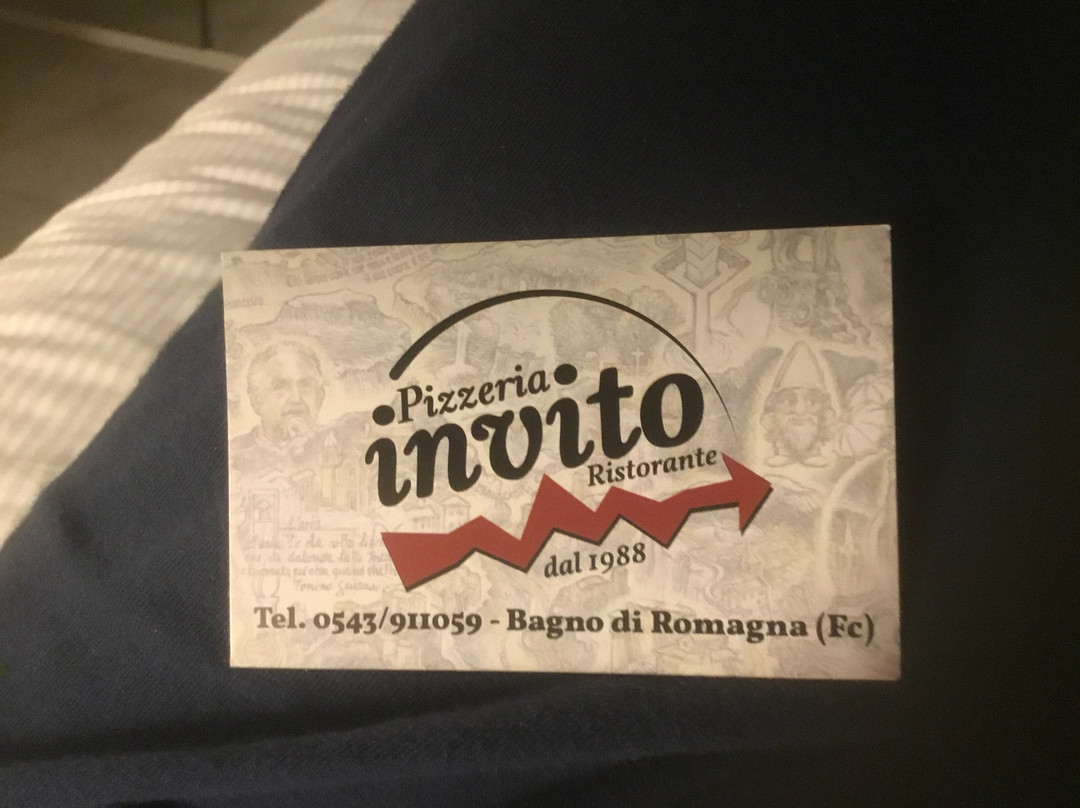 Pizzeria
invito
Ristorante
dal 1988
Tel. 0543/911059 - Bagno di Romagna (Fc)